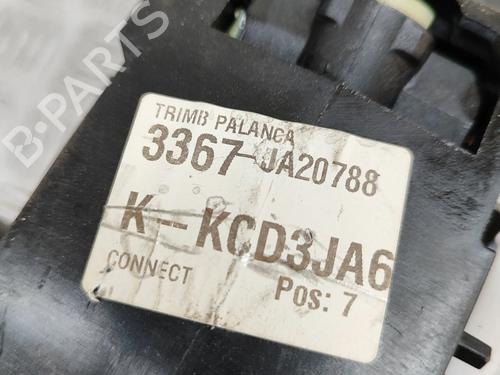 B-PARTS
TRIMB PALANCA
3367-JA20788
K-KCD3JA6
CONNECT
Pos: 7